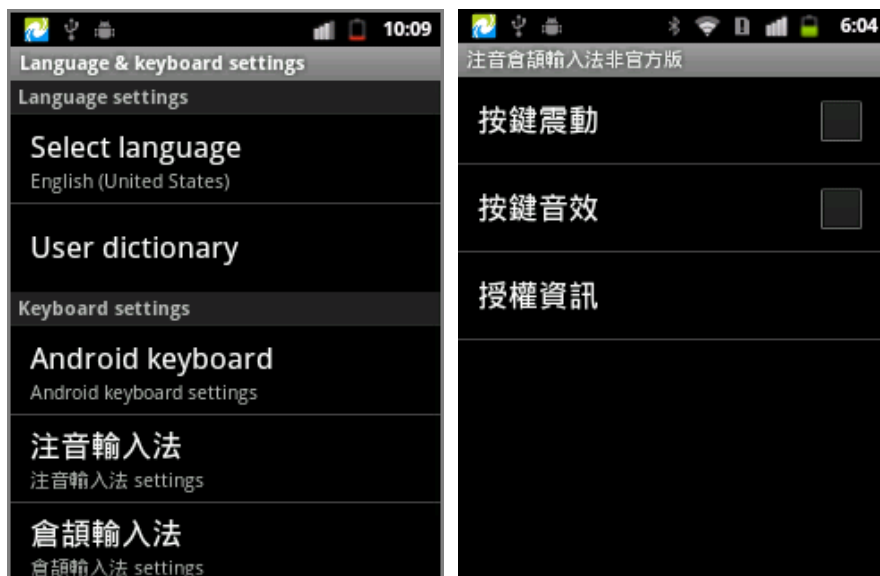 10:09
Language & keyboard settings
Language settings
Select language
English (United States)
User dictionary
Keyboard settings
Android keyboard
Android keyboard settings
注音輸入法
注音輸入法 settings
倉頡輸入法
倉頡輸入法 settings
6:04
注音倉頡輸入法非官方版
按鍵震動
按鍵音效
授權資訊